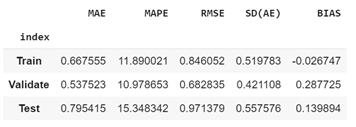 MAE MAPE RMSE SD(AE) BIAS
index
Train 0.667555 11.890021 0.846052 0.519783 -0.026747
Validate 0.537523 10.978653 0.682835 0.421108 0.287725
Test 0.795415 15.348342 0.971379 0.557576 0.139894